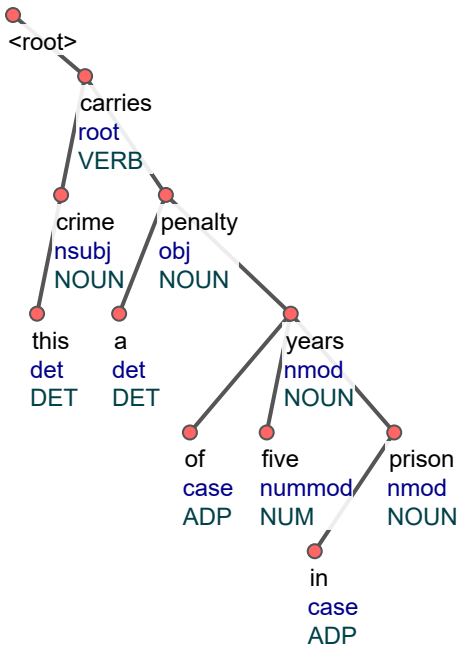 <root>
carries
root
VERB
crime
nsubj
NOUN
penalty
obj
NOUN
this
det
DET
a
det
DET
years
nmod
NOUN
of
case
ADP
five
nummod
NUM
prison
nmod
NOUN
in
case
ADP